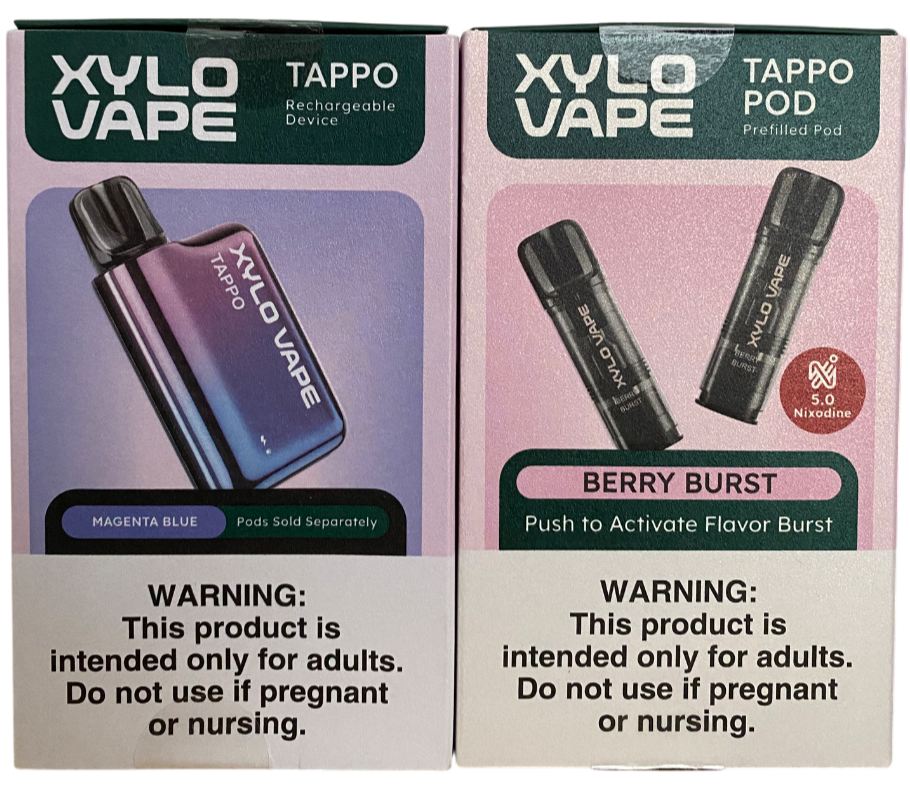 XYLO
VAPE
TAPPO
Rechargeable
Device
XYLO VAPE
TAPPO
MAGENTA BLUE
Pods Sold Separately
WARNING:
This product is
intended only for adults.
Do not use if pregnant
or nursing.
XYLO
VAPE
TAPPO
POD
Prefilled Pod
XYLO VAPE
BERRY
BURST
XYLO VAPE
BERRY
BURST
5.0
Nixodine
BERRY BURST
Push to Activate Flavor Burst
WARNING:
This product is
intended only for adults.
Do not use if pregnant
or nursing.